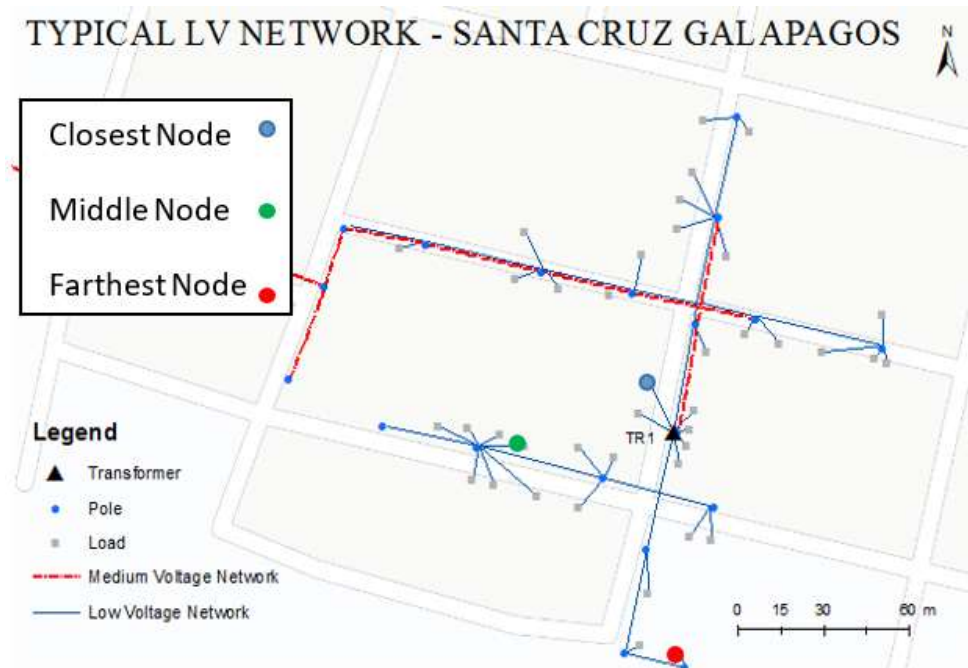 TYPICAL LV NETWORK - SANTA CRUZ GALAPAGOS
N
Closest Node
Middle Node
Farthest Node
TR1
Legend
Transformer
Pole
Load
Medium Voltage Network
Low Voltage Network
0 15 30 60 m